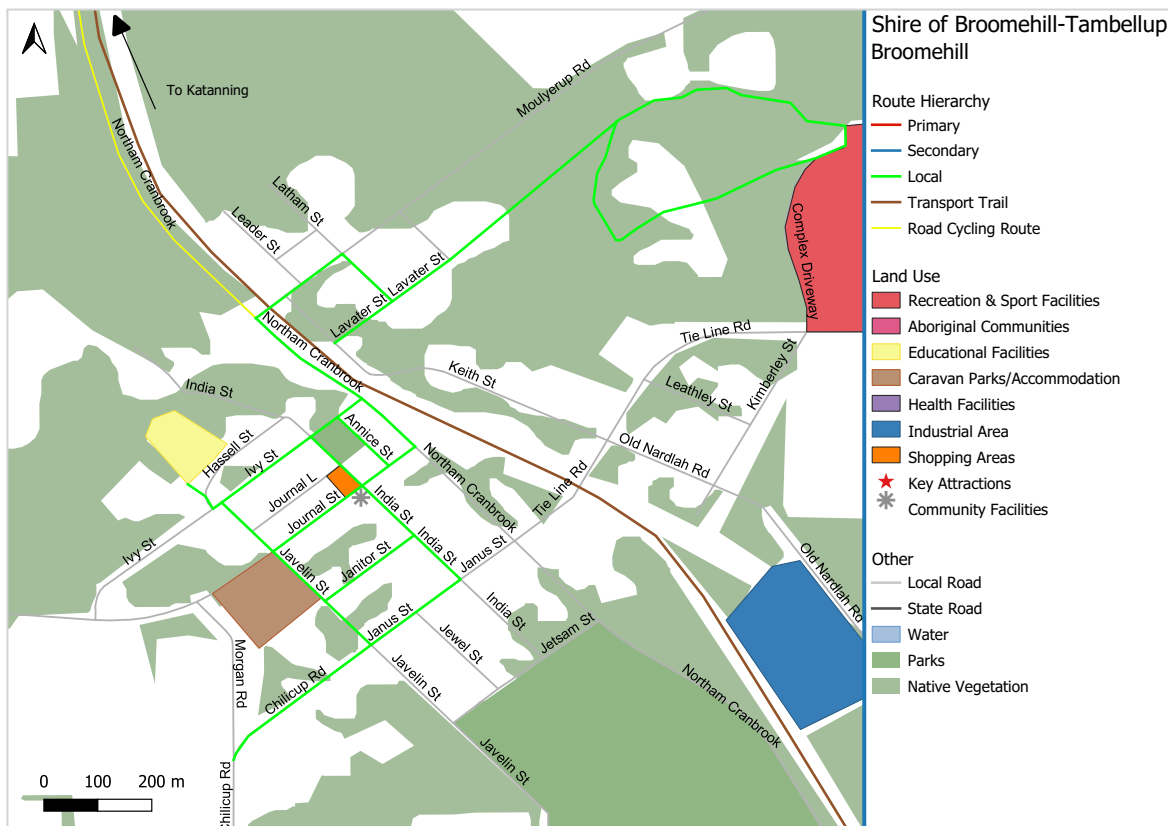 Shire of Broomehill-Tambellup
Broomehill
Route Hierarchy
Primary
Secondary
Local
Transport Trail
Road Cycling Route
Land Use
Recreation & Sport Facilities
Aboriginal Communities
Educational Facilities
Caravan Parks/Accommodation
Health Facilities
Industrial Area
Shopping Areas
Key Attractions
Community Facilities
Other
Local Road
State Road
Water
Parks
Native Vegetation
To Katanning
Moulyerup Rd
Northam Cranbrook
Latham St
Leader St
Complex Driveway
Lavater St
Lavater St
Northam Cranbrook
Tie Line Rd
Keith St
Kimberley St
India St
Leathley St
Annice St
Hassell St
Ivy St
Old Nardlah Rd
Northam Cranbrook
Journal L
Journal St
India St
Tie Line Rd
Ivy St
India St
Janus St
Old Nardlah Rd
Javelin St
Janitor St
India St
Janus St
Jewel St
Jetsam St
Morgan Rd
Chilicup Rd
Javelin St
Northam Cranbrook
Javelin St
Chilicup Rd
0 100 200 m